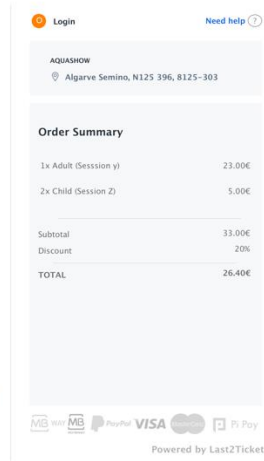 Login
Need help ?
AQUASHOW
Algarve Semino, N125 396, 8125-303
Order Summary
1x Adult (Sesssion y) 23.00€
2x Child (Session Z) 5.00€
Subtotal 33.00€
Discount 20%
TOTAL 26.40€
MB WAY MB PayPal VISA MasterCard Pi Pay
Powered by Last2Ticket